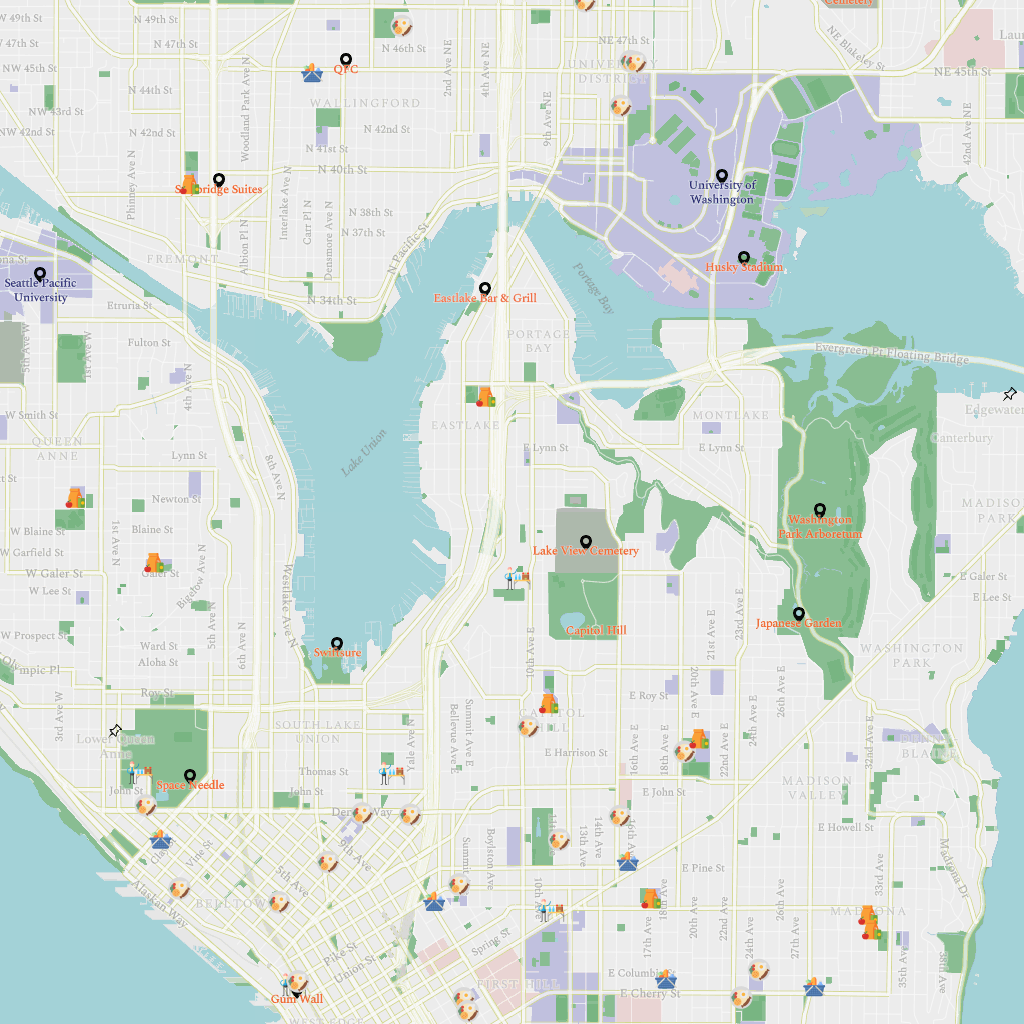 W 49th St
N 49th St
Cemetery
W 47th St
N 47th St
N 46th St
2nd Ave NE
4th Ave NE
NE 47th St
NE Blakeley St
QFC
NW 45th St
UNIVERSITY
DISTRICT
NE 45th St
N 44th St
WALLINGFORD
NW 43rd St
Woodland Park Ave N
9th Ave NE
NW 42nd St
N 42nd St
N 42nd St
42nd Ave NE
N 41st St
N 40th St
Phinney Ave N
Interlake Ave N
University of
Washington
N 38th St
Carr Pl N
Densmore Ave N
N 37th St
Albion Pl N
N Pacific St
FREMONT
Husky Stadium
Portage Bay
Seattle Pacific
University
Eastlake Bar & Grill
N 34th St
Etruria St
PORTAGE
BAY
Fulton St
5th Ave W
1st Ave W
Evergreen Pt Floating Bridge
4th Ave N
W Smith St
MONTLAKE
Edgewater
EASTLAKE
QUEEN
ANNE
Lake Union
Canterbury
E Lynn St
E Lynn St
Lynn St
8th Ave N
Newton St
MADISON
PARK
Washington
Park Arboretum
W Blaine St
1st Ave N
Blaine St
W Garfield St
Lake View Cemetery
W Galer St
Galer St
E Galer St
W Lee St
Bigelow Ave N
Westlake Ave N
E Lee St
5th Ave N
6th Ave N
21st Ave E
23rd Ave E
Japanese Garden
W Prospect St
Capitol Hill
10th Ave E
Ward St
Swiftsure
WASHINGTON
PARK
Olympic Pl
Aloha St
Roy St
3rd Ave W
E Roy St
20th Ave E
26th Ave E
24th Ave E
SOUTH LAKE
UNION
Bellevue Ave E
Summit Ave E
Yale Ave N
32nd Ave E
Lower Queen
Anne
16th Ave E
18th Ave E
22nd Ave E
E Harrison St
Thomas St
MADISON
VALLEY
Space Needle
John St
John St
E John St
E Howell St
9th Ave
Vine St
Boylston Ave
13th Ave
14th Ave
E Pine St
Madrona Dr
33rd Ave
5th Ave
Alaskan Way
BELLTOWN
17th Ave
18th Ave
20th Ave
22nd Ave
24th Ave
26th Ave
27th Ave
Spring St
Pike St
Union St
35th Ave
38th Ave
FIRST HILL
E Cherry St
Gum Wall
WEST EDGE